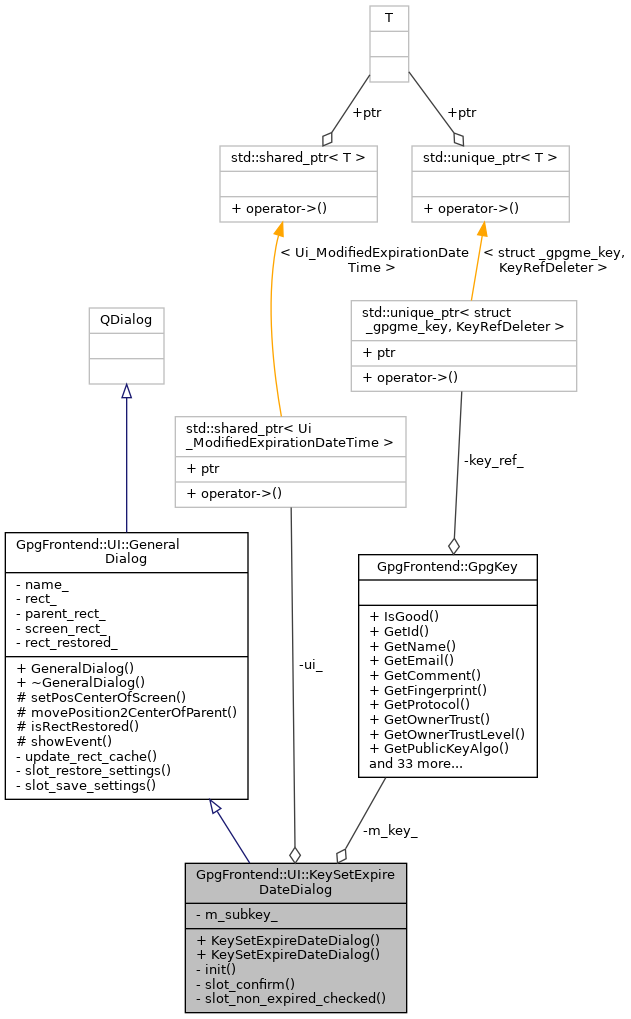 T
+ptr
+ptr
std::shared_ptr< T >
+ operator->()
std::unique_ptr< T >
+ operator->()
< Ui_ModifiedExpirationDate
Time >
< struct _gpgme_key,
KeyRefDeleter >
QDialog
std::unique_ptr< struct
_gpgme_key, KeyRefDeleter >
+ ptr
+ operator->()
std::shared_ptr< Ui
_ModifiedExpirationDateTime >
+ ptr
+ operator->()
-key_ref_
GpgFrontend::UI::General
Dialog
- name_
- rect_
- parent_rect_
- screen_rect_
- rect_restored_
+ GeneralDialog()
+ ~GeneralDialog()
# setPosCenterOfScreen()
# movePosition2CenterOfParent()
# isRectRestored()
# showEvent()
- update_rect_cache()
- slot_restore_settings()
- slot_save_settings()
-ui_
GpgFrontend::GpgKey
+ IsGood()
+ GetId()
+ GetName()
+ GetEmail()
+ GetComment()
+ GetFingerprint()
+ GetProtocol()
+ GetOwnerTrust()
+ GetOwnerTrustLevel()
+ GetPublicKeyAlgo()
and 33 more...
-m_key_
GpgFrontend::UI::KeySetExpire
DateDialog
- m_subkey_
+ KeySetExpireDateDialog()
+ KeySetExpireDateDialog()
- init()
- slot_confirm()
- slot_non_expired_checked()